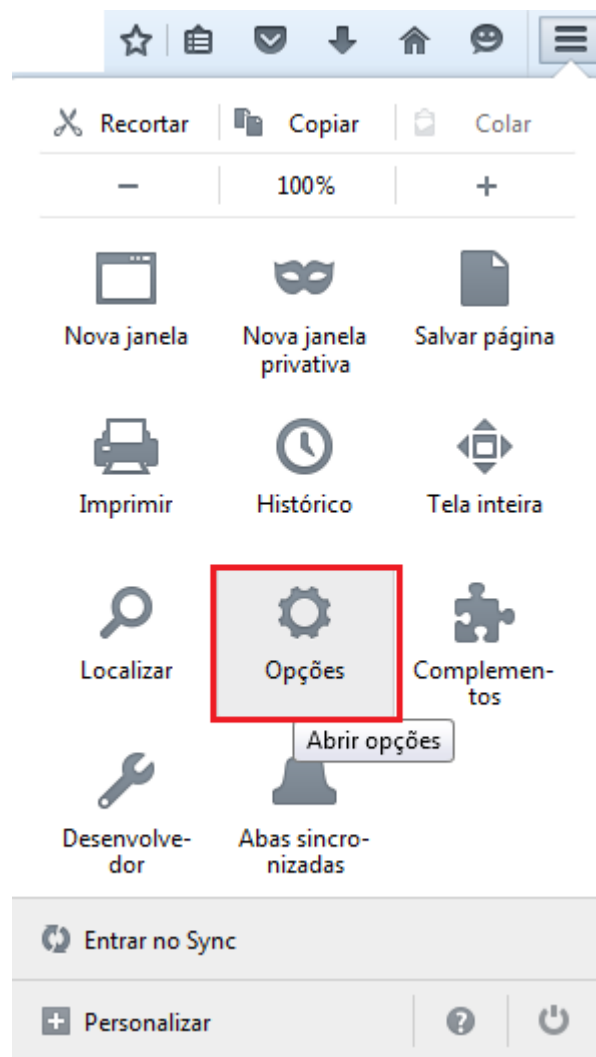 Recortar Copiar Colar
− 100% +
Nova janela Nova janela Salvar página
privativa
Imprimir Histórico Tela inteira
Localizar Opções Complemen-
tos
Abrir opções
Desenvolve- Abas sincro-
dor nizadas
Entrar no Sync
Personalizar ?